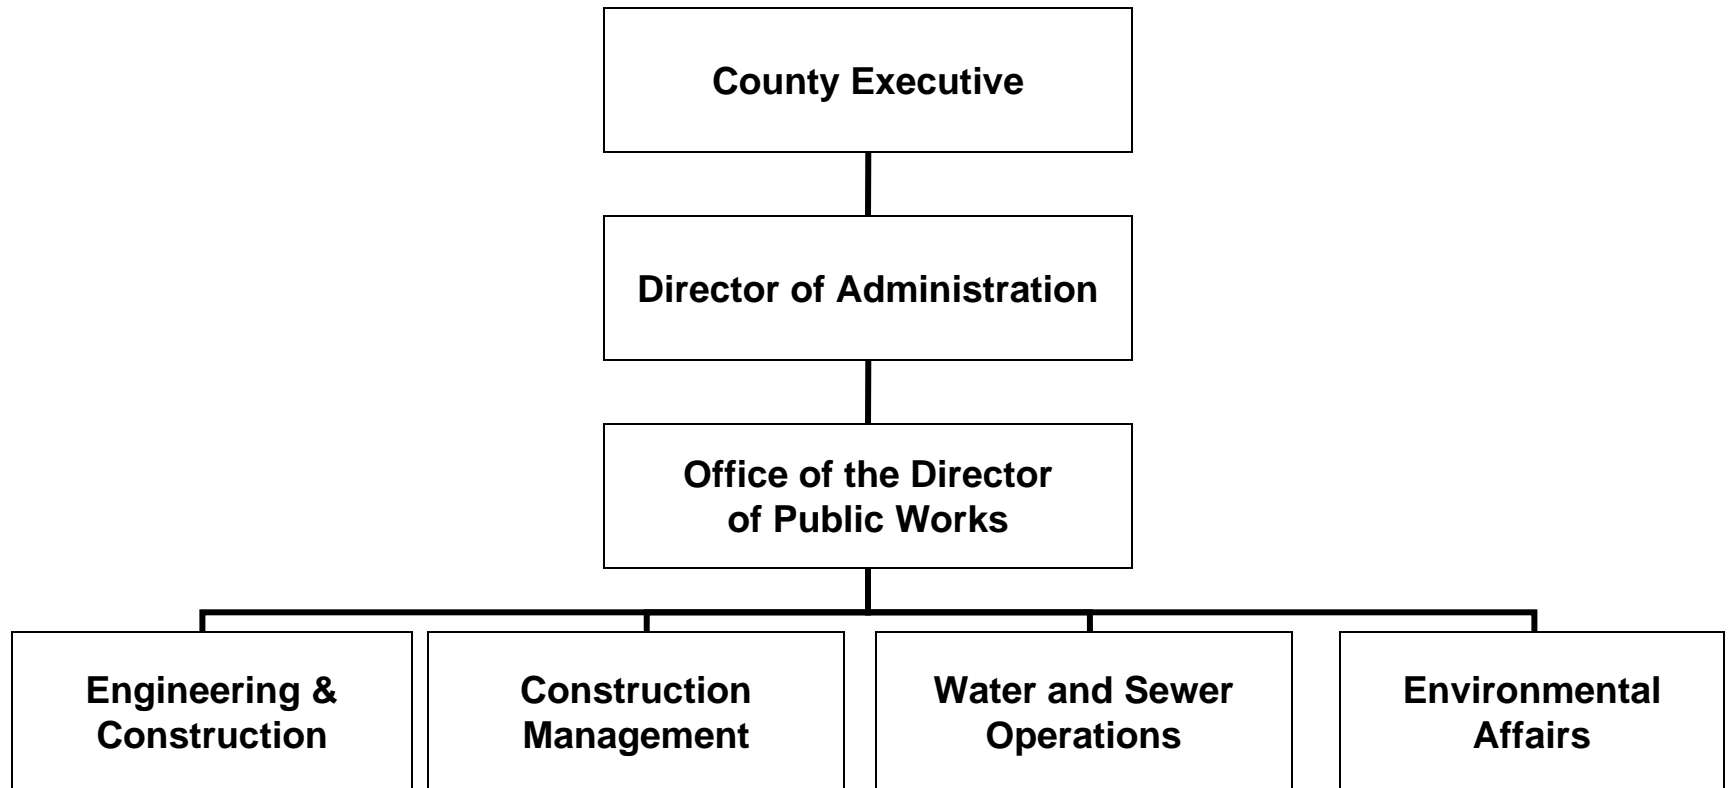 County Executive
Director of Administration
Office of the Director
of Public Works
Engineering &
Construction
Construction
Management
Water and Sewer
Operations
Environmental
Affairs